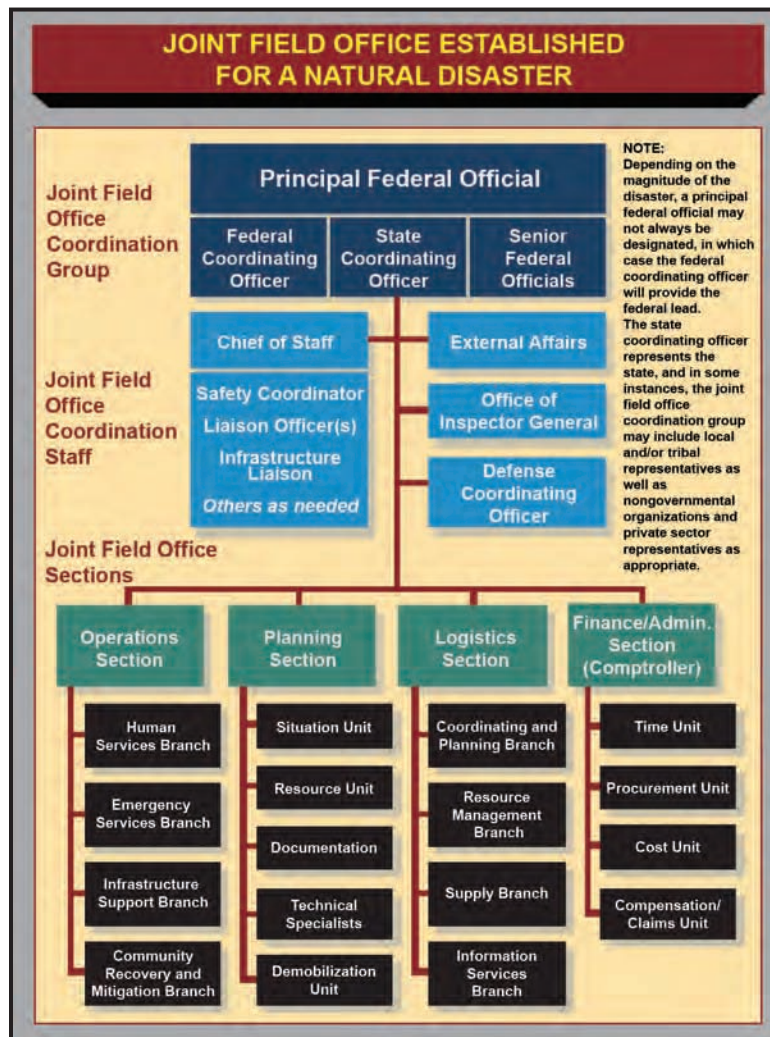 JOINT FIELD OFFICE ESTABLISHED
FOR A NATURAL DISASTER
Joint Field
Office
Coordination
Group
Principal Federal Official
Federal
Coordinating
Officer
State
Coordinating
Officer
Senior
Federal
Officials
NOTE:
Depending on the
magnitude of the
disaster, a principal
federal official may
not always be
designated, in which
case the federal
coordinating officer
will provide the
federal lead.
The state
coordinating officer
represents the
state, and in some
instances, the joint
field office
coordination group
may include local
and/or tribal
representatives as
well as
nongovernmental
organizations and
private sector
representatives as
appropriate.
Joint Field
Office
Coordination
Staff
Chief of Staff
Safety Coordinator
Liaison Officer(s)
Infrastructure
Liaison
Others as needed
External Affairs
Office of
Inspector General
Defense
Coordinating
Officer
Joint Field Office
Sections
Operations
Section
Human
Services Branch
Emergency
Services Branch
Infrastructure
Support Branch
Community
Recovery and
Mitigation Branch
Planning
Section
Situation Unit
Resource Unit
Documentation
Technical
Specialists
Demobilization
Unit
Logistics
Section
Coordinating and
Planning Branch
Resource
Management
Branch
Supply Branch
Information
Services
Branch
Finance/Admin.
Section
(Comptroller)
Time Unit
Procurement Unit
Cost Unit
Compensation/
Claims Unit